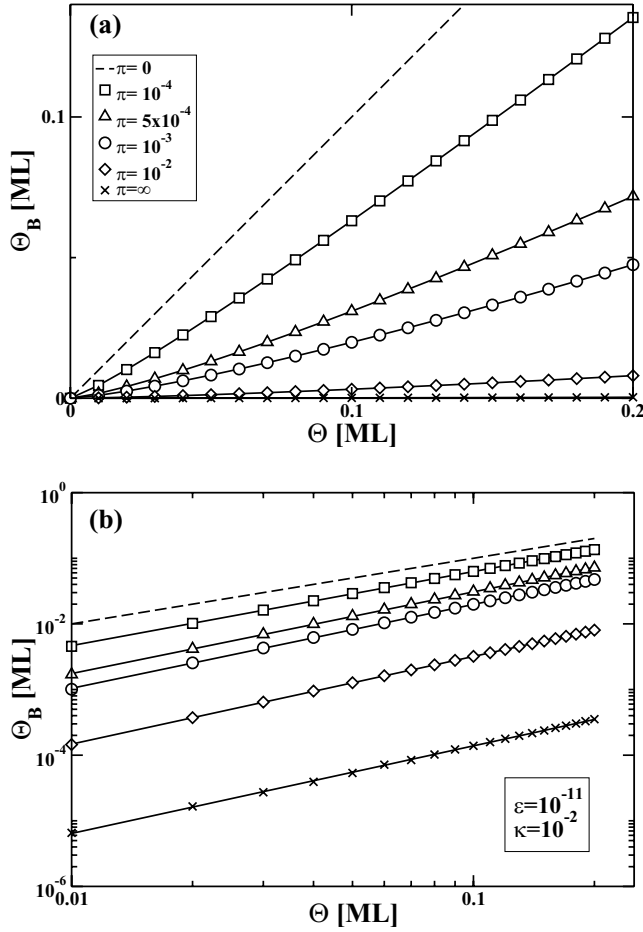 (a)
π= 0
π= 10⁻⁴
π= 5x10⁻⁴
π= 10⁻³
π= 10⁻²
π=∞
0.1
0
Θ_B [ML]
0 0.1 0.2
Θ [ML]
(b)
10⁰
10⁻²
10⁻⁴
10⁻⁶
Θ_B [ML]
ε=10⁻¹¹
κ=10⁻²
0.01 0.1
Θ [ML]